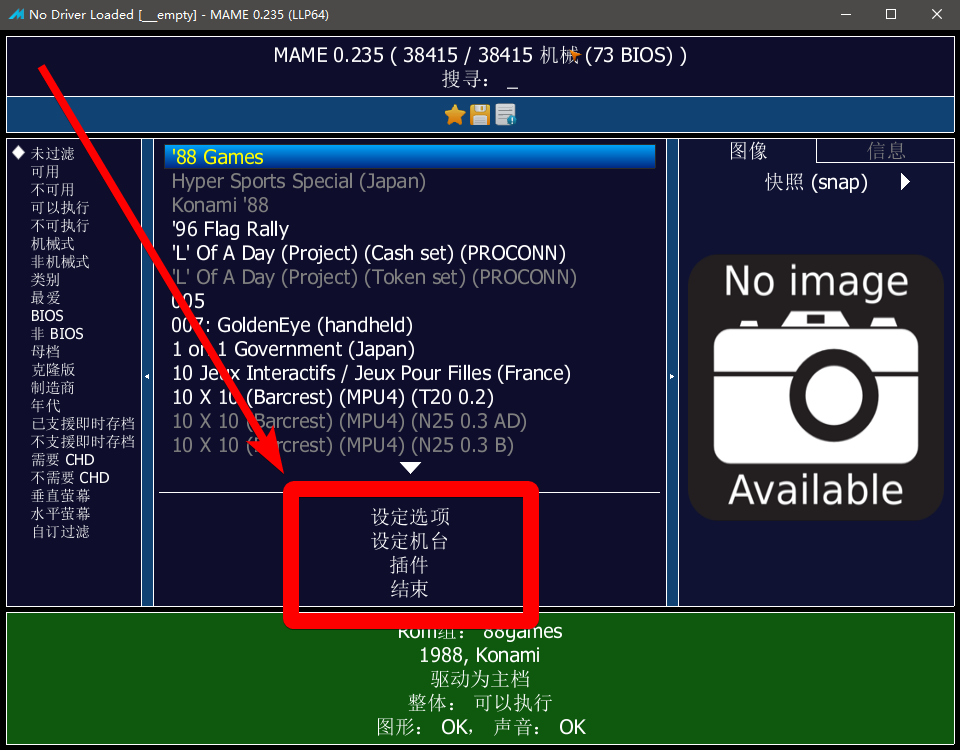 No Driver Loaded [___empty] - MAME 0.235 (LLP64)
MAME 0.235 ( 38415 / 38415 机械 (73 BIOS) )
搜寻： _
未过滤
可用
不可用
可以执行
不可执行
机械式
非机械式
类别
最爱
BIOS
非 BIOS
母档
克隆版
制造商
年代
已支援即时存档
不支援即时存档
需要 CHD
不需要 CHD
垂直萤幕
水平萤幕
自订过滤
'88 Games
Hyper Sports Special (Japan)
Konami '88
'96 Flag Rally
'L' Of A Day (Project) (Cash set) (PROCONN)
'L' Of A Day (Project) (Token set) (PROCONN)
005
007: GoldenEye (handheld)
1 on 1 Government (Japan)
10 Jeux Interactifs / Jeux Pour Filles (France)
10 X 10 (Barcrest) (MPU4) (T20 0.2)
10 X 10 (Barcrest) (MPU4) (N25 0.3 AD)
10 X 10 (Barcrest) (MPU4) (N25 0.3 B)
设定选项
设定机台
插件
结束
图像
信息
快照 (snap)
No image
Available
Rom组： 88games
1988, Konami
驱动为主档
整体： 可以执行
图形： OK， 声音： OK